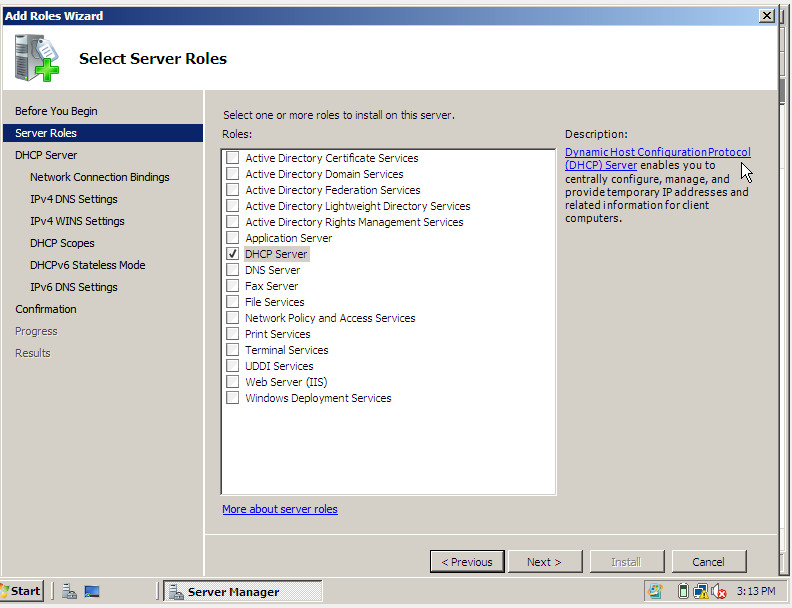 Add Roles Wizard
Select Server Roles
Before You Begin
Server Roles
DHCP Server
Network Connection Bindings
IPv4 DNS Settings
IPv4 WINS Settings
DHCP Scopes
DHCPv6 Stateless Mode
IPv6 DNS Settings
Confirmation
Progress
Results
Select one or more roles to install on this server.
Roles:
Active Directory Certificate Services
Active Directory Domain Services
Active Directory Federation Services
Active Directory Lightweight Directory Services
Active Directory Rights Management Services
Application Server
DHCP Server
DNS Server
Fax Server
File Services
Network Policy and Access Services
Print Services
Terminal Services
UDDI Services
Web Server (IIS)
Windows Deployment Services
More about server roles
Description:
Dynamic Host Configuration Protocol
(DHCP) Server enables you to
centrally configure, manage, and
provide temporary IP addresses and
related information for client
computers.
< Previous
Next >
Install
Cancel
Start
Server Manager
3:13 PM